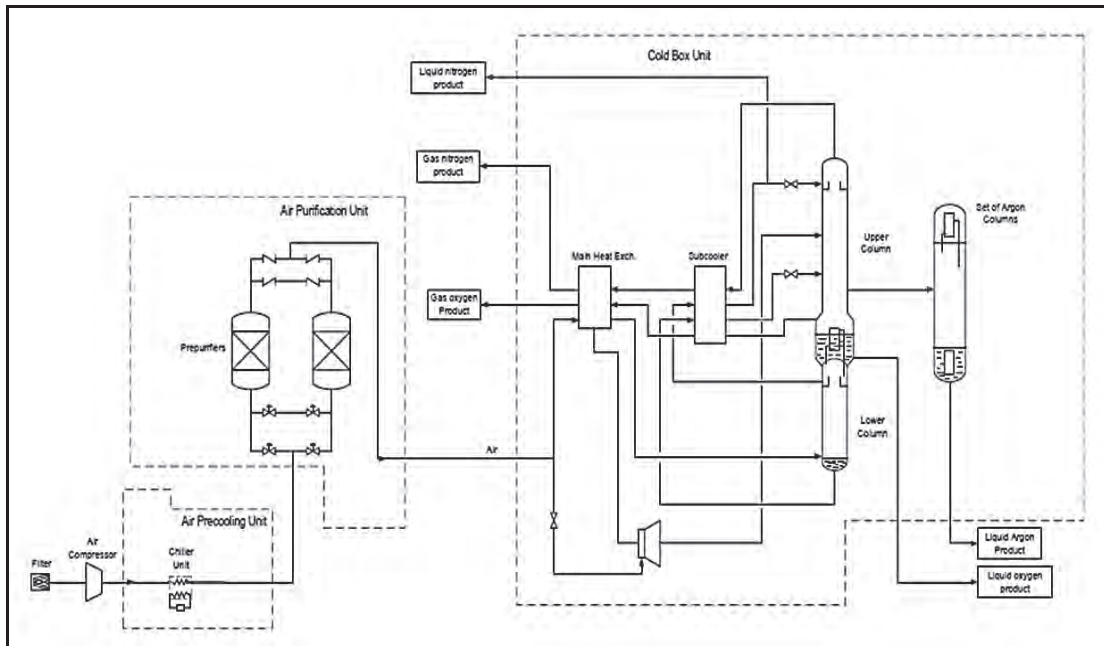 Cold Box Unit
Liquid nitrogen
product
Gas nitrogen
product
Air Purification Unit
Set of Argon
Columns
Upper
Column
Main Heat Exch.
Subcooler
Gas oxygen
Product
Prepurifiers
Lower
Column
Air
Air Precooling Unit
Air
Compressor
Chiller
Unit
Filter
Liquid Argon
Product
Liquid oxygen
product